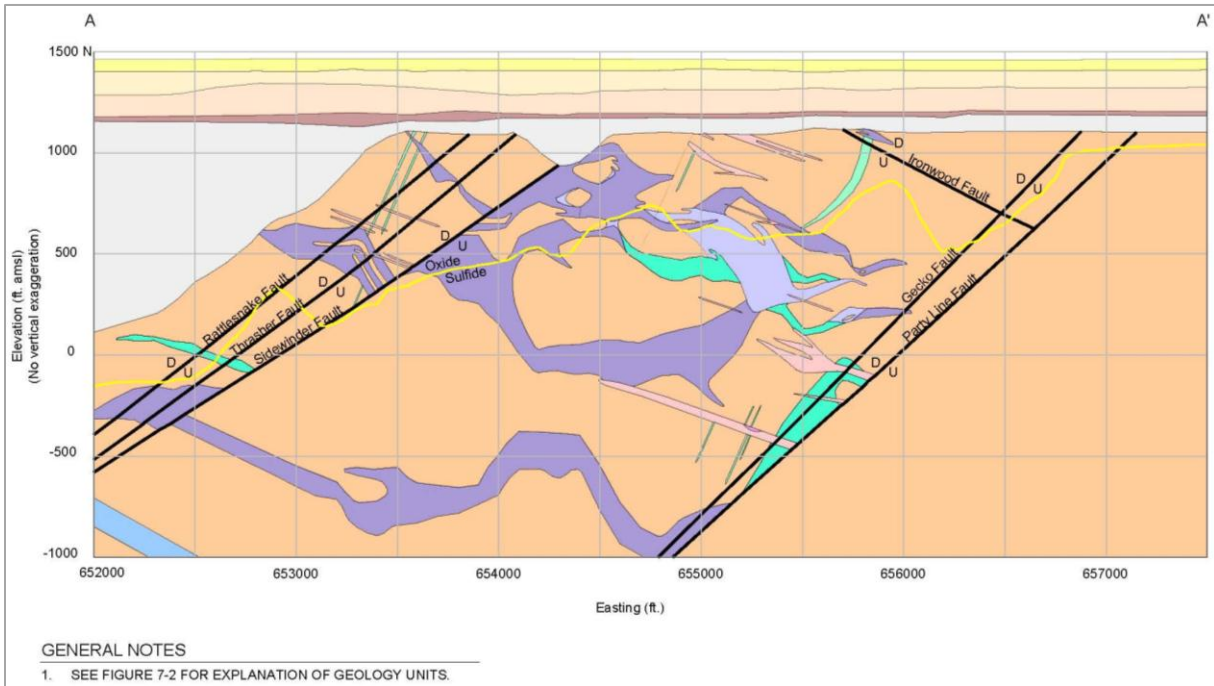 A A'
1500 N
1000
500
0
-500
-1000
Elevation (ft. amsl)
(No vertical exaggeration)
D
U
Ironwood Fault
D
U
D
U
Oxide
Sulfide
Rattlesnake Fault
D
U
Thrasher Fault
Sidewinder Fault
Gecko Fault
Party Line Fault
D
U
D
U
652000 653000 654000 655000 656000 657000
Easting (ft.)
GENERAL NOTES
1. SEE FIGURE 7-2 FOR EXPLANATION OF GEOLOGY UNITS.